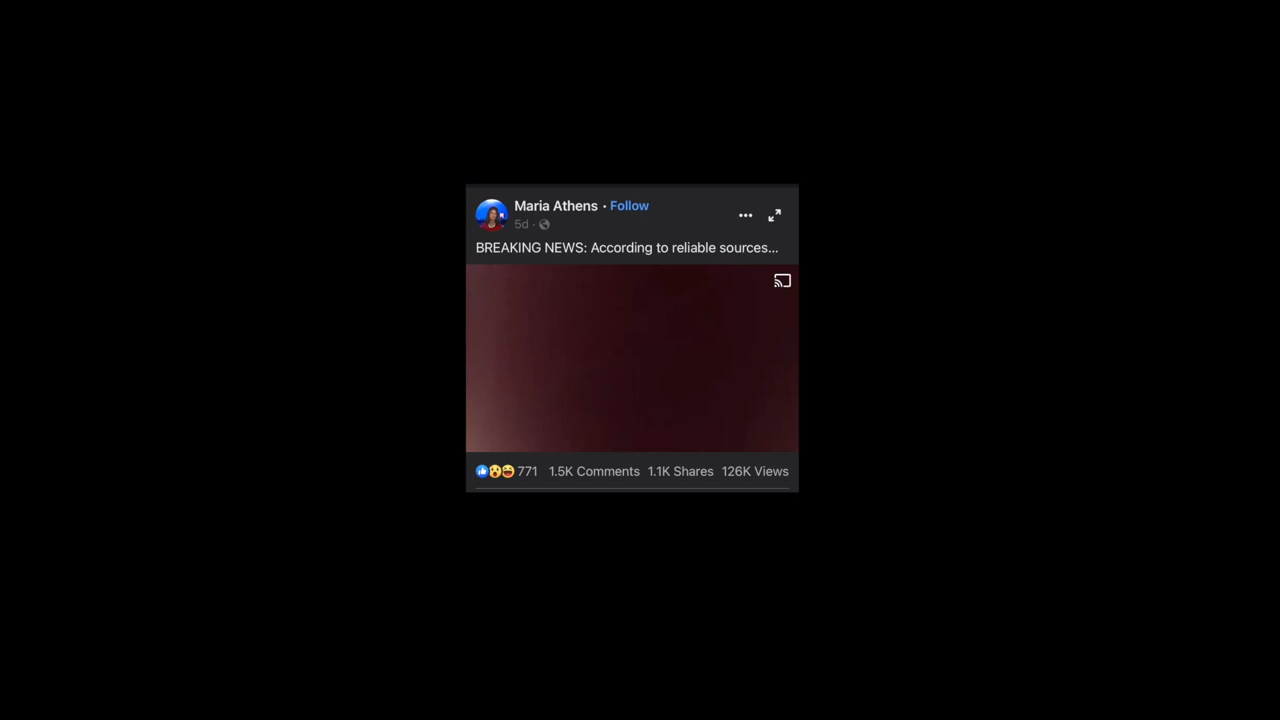 Maria Athens · Follow
5d ·
BREAKING NEWS: According to reliable sources...
771 1.5K Comments 1.1K Shares 126K Views